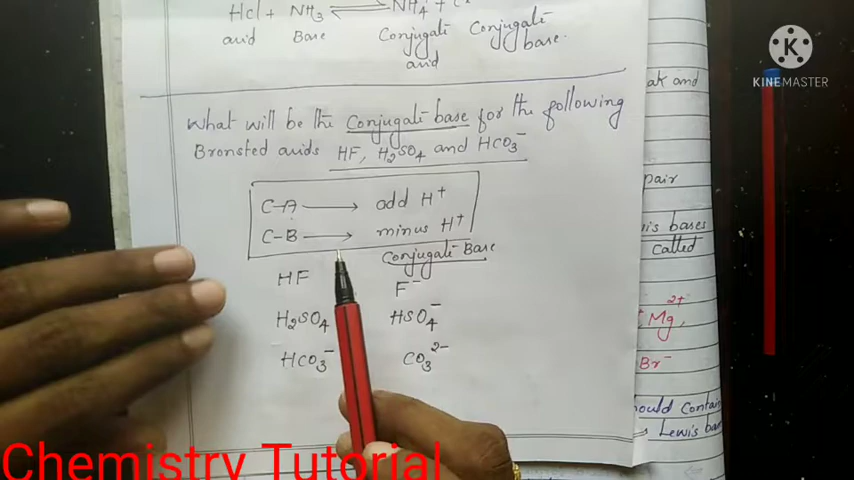 HCl + NH3 ⇌ NH4+ + Cl
acid Base Conjugate Conjugate
acid base.
What will be the Conjugate base for the following
Bronsted acids HF, H2SO4 and HCO3−
C-A → add H+
C-B → minus H+
Conjugate Base
HF F−
H2SO4 HSO4−
HCO3− CO3 2−
ak and
pair
is bases
called
2+
Mg,
Br−
should Contain
→ Lewis bas
K
KINEMASTER
Chemistry Tutorial